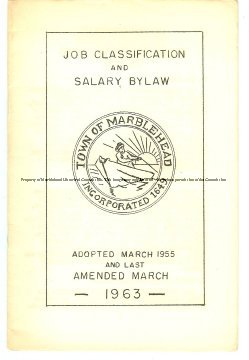 JOB CLASSIFICATION
AND
SALARY BYLAW
TOWN OF MARBLEHEAD
INCORPORATED 1649
ADOPTED MARCH 1955
AND LAST
AMENDED MARCH
— 1963 —